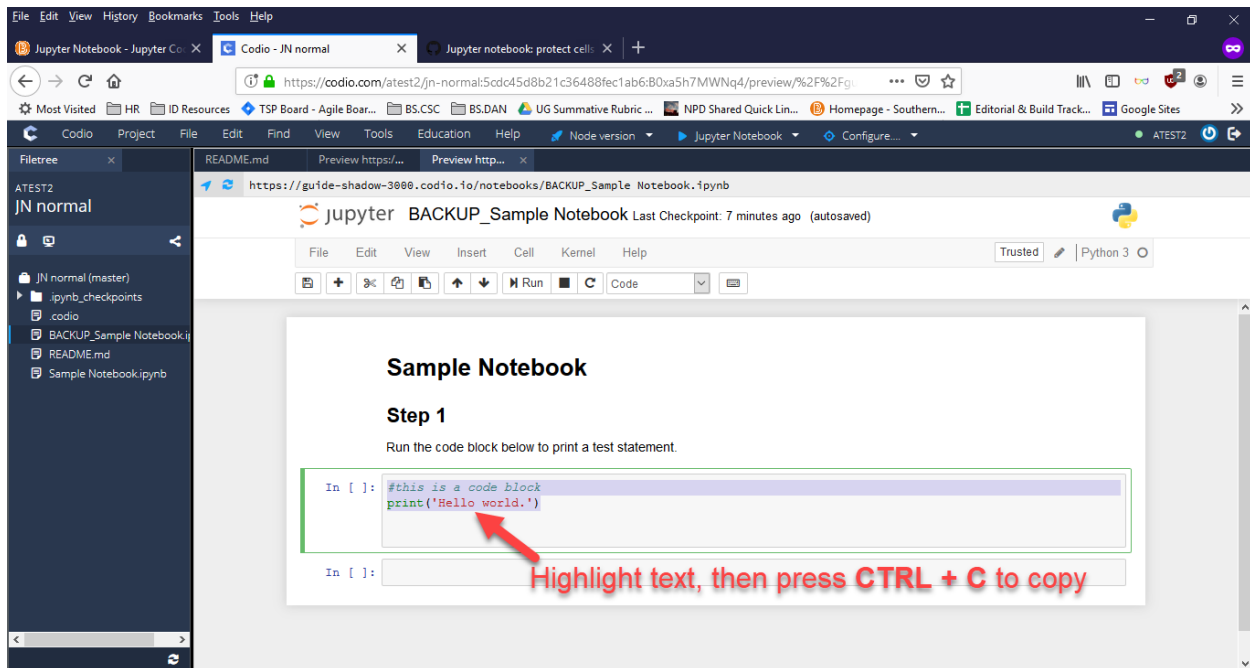 File Edit View History Bookmarks Tools Help
Jupyter Notebook - Jupyter Co
Codio - JN normal
Jupyter notebook: protect cells
https://codio.com/atest2/jn-normal:5cdc45d8b21c36488fec1ab6:B0xa5h7MWNq4/preview/%2F%2Fg
2
Most Visited HR ID Resources TSP Board - Agile Boar... BS.CSC BS.DAN UG Summative Rubric ... NPD Shared Quick Lin... Homepage - Southern... Editorial & Build Track... Google Sites
Codio Project File Edit Find View Tools Education Help Node version Jupyter Notebook Configure.... ATEST2
Filetree
README.md Preview https:/... Preview http...
https://guide-shadow-3000.codio.io/notebooks/BACKUP_Sample Notebook.ipynb
ATEST2
JN normal
JN normal (master)
.ipynb_checkpoints
.codio
BACKUP_Sample Notebook.i
README.md
Sample Notebook.ipynb
jupyter BACKUP_Sample Notebook Last Checkpoint: 7 minutes ago (autosaved)
File Edit View Insert Cell Kernel Help
Trusted Python 3
Run Code
Sample Notebook
Step 1
Run the code block below to print a test statement.
In [ ]: #this is a code block
print('Hello world.')
In [ ]:
Highlight text, then press CTRL + C to copy